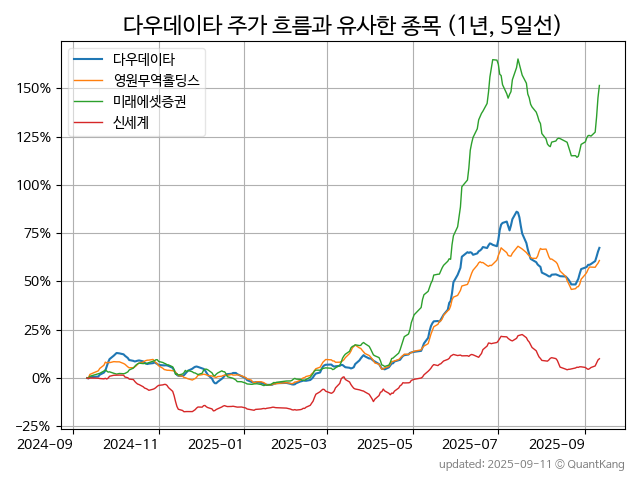 다우데이타 주가 흐름과 유사한 종목 (1년, 5일선)
다우데이타
영원무역홀딩스
미래에셋증권
신세계
150%
125%
100%
75%
50%
25%
0%
−25%
2024-09 2024-11 2025-01 2025-03 2025-05 2025-07 2025-09
updated: 2025-09-11 © QuantKang